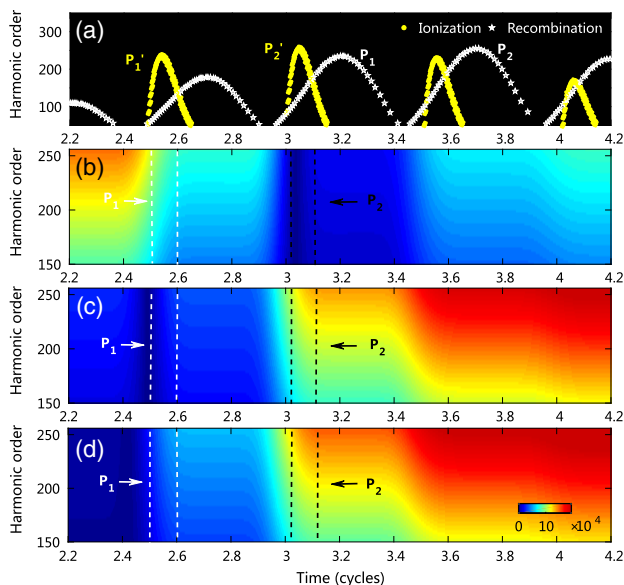 (a)
Ionization
Recombination
P1'
P2'
P1
P2
Harmonic order
300
200
100
2.2 2.4 2.6 2.8 3 3.2 3.4 3.6 3.8 4 4.2
(b)
P1
P2
Harmonic order
250
200
150
2.2 2.4 2.6 2.8 3 3.2 3.4 3.6 3.8 4 4.2
(c)
P1
P2
Harmonic order
250
200
150
2.2 2.4 2.6 2.8 3 3.2 3.4 3.6 3.8 4 4.2
(d)
P1
P2
Harmonic order
250
200
150
0 10 ×10^4
2.2 2.4 2.6 2.8 3 3.2 3.4 3.6 3.8 4 4.2
Time (cycles)